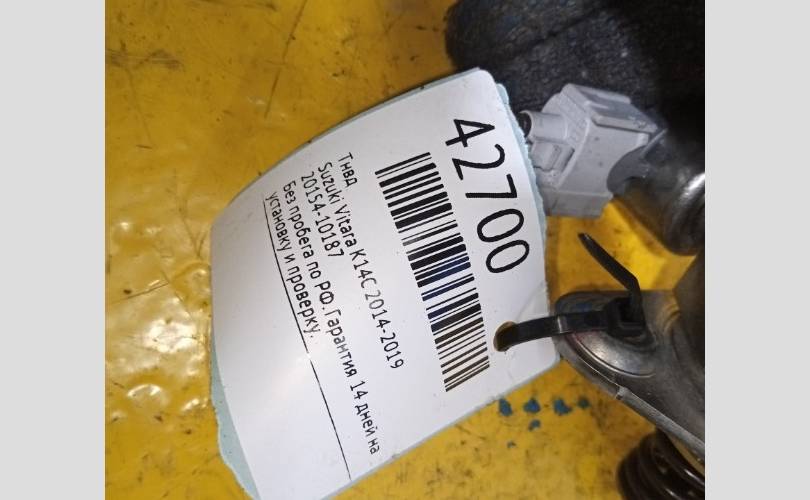 42700
Тнвд
Suzuki Vitara K14C 2014-2019
20154-10187
Без пробега по РФ.Гарантия 14 дней на
установку и проверку.